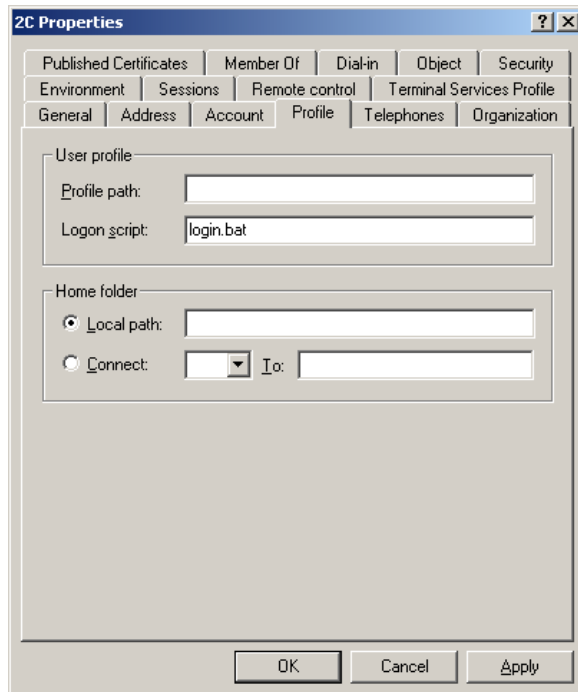 2C Properties
Published Certificates Member Of Dial-in Object Security
Environment Sessions Remote control Terminal Services Profile
General Address Account Profile Telephones Organization
User profile
Profile path:
Logon script: login.bat
Home folder
Local path:
Connect: To:
OK Cancel Apply